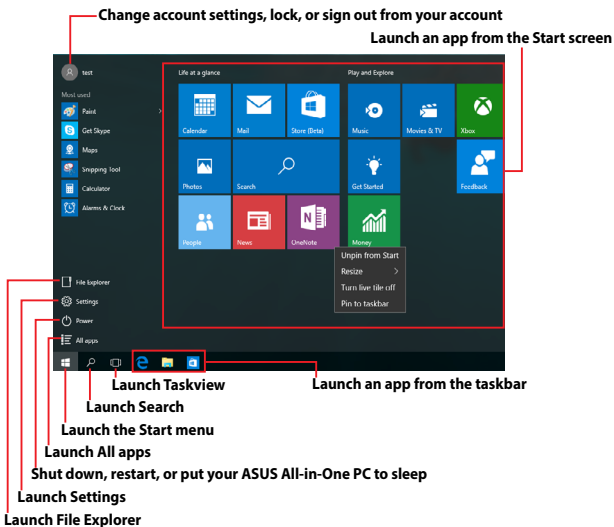 Change account settings, lock, or sign out from your account
Launch an app from the Start screen
test
Life at a glance
Play and Explore
Most used
Paint
Get Skype
Maps
Snipping Tool
Calculator
Alarms & Clock
Calendar
Mail
Store (Beta)
Music
Movies & TV
Xbox
Photos
Search
Get Started
Feedback
People
News
OneNote
Money
Unpin from Start
Resize
Turn live tile off
Pin to taskbar
File Explorer
Settings
Power
All apps
Launch Taskview
Launch an app from the taskbar
Launch Search
Launch the Start menu
Launch All apps
Shut down, restart, or put your ASUS All-in-One PC to sleep
Launch Settings
Launch File Explorer